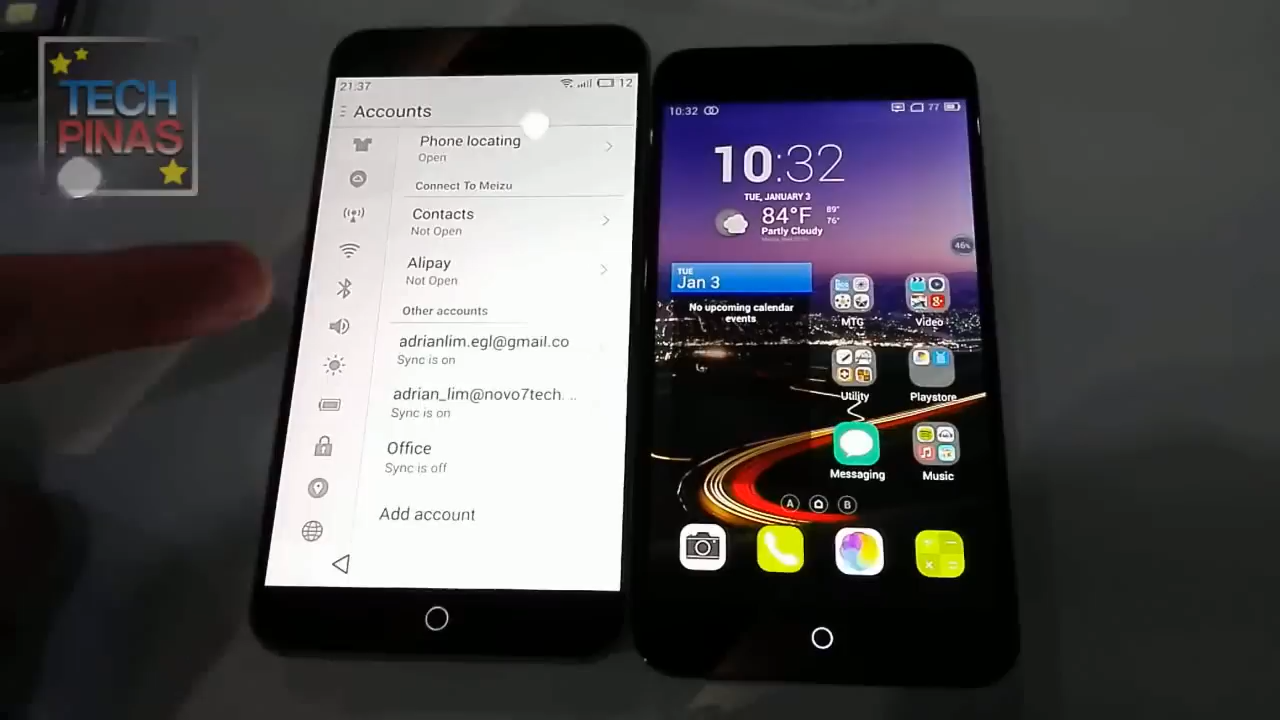 TECH
PINAS
21:37
12
Accounts
Phone locating
Open
Connect To Meizu
Contacts
Not Open
Alipay
Not Open
Other accounts
adrianlim.egl@gmail.co
Sync is on
adrian_lim@novo7tech. ..
Sync is on
Office
Sync is off
Add account
10:32
77
10:32
TUE, JANUARY 3
84°F
89°
76°
Partly Cloudy
46%
TUE
Jan 3
No upcoming calendar
events
MTG
Video
Utility
Playstore
Messaging
Music
A
B